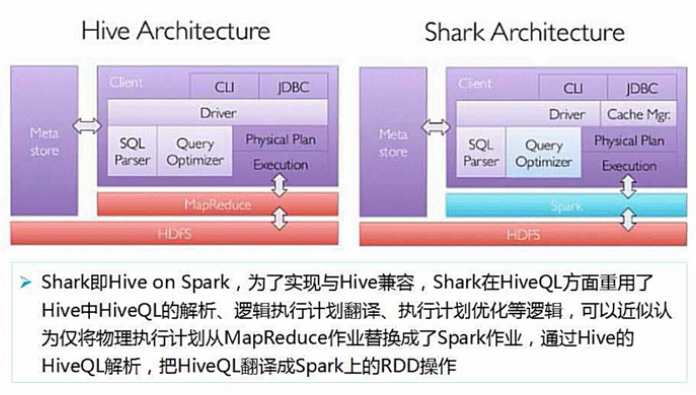 Hive Architecture
Shark Architecture
Client
CLI
JDBC
Driver
Meta
store
SQL
Parser
Query
Optimizer
Physical Plan
Execution
MapReduce
HDFS
Client
CLI
JDBC
Driver
Cache Mgr.
Meta
store
SQL
Parser
Query
Optimizer
Physical Plan
Execution
Spark
HDFS
Shark即Hive on Spark，为了实现与Hive兼容，Shark在HiveQL方面重用了
Hive中HiveQL的解析、逻辑执行计划翻译、执行计划优化等逻辑，可以近似认
为仅将物理执行计划从MapReduce作业替换成了Spark作业，通过Hive的
HiveQL解析，把HiveQL翻译成Spark上的RDD操作